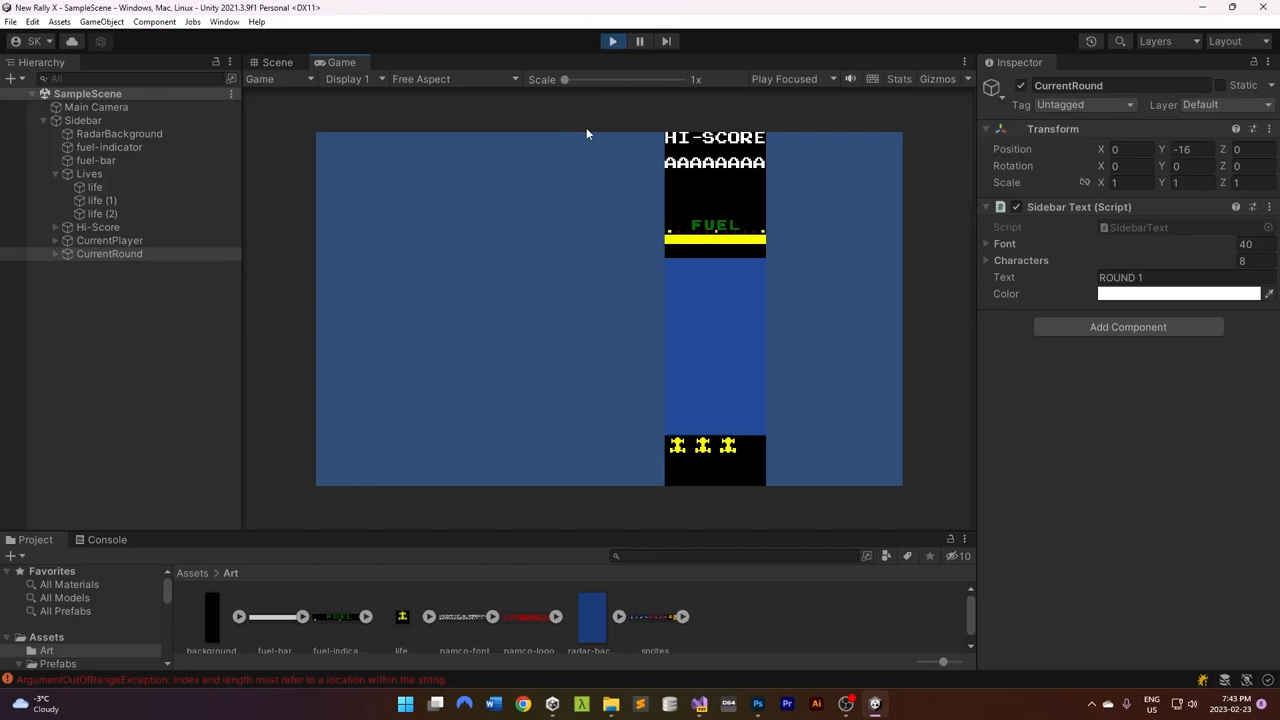 New Rally X - SampleScene - Windows, Mac, Linux - Unity 2021.3.9f1 Personal <DX11>
File Edit Assets GameObject Component Jobs Window Help
SK Layers Layout
Hierarchy Scene Game Inspector
All Game Display 1 Free Aspect Scale 1x Play Focused Stats Gizmos CurrentRound Static
SampleScene
Tag Untagged Layer Default
Main Camera
Sidebar
Transform
RadarBackground
HI-SCORE
fuel-indicator
Position X 0 Y -16 Z 0
fuel-bar
AAAAAAAA
Rotation X 0 Y 0 Z 0
Lives
Scale X 1 Y 1 Z 1
life
life (1)
Sidebar Text (Script)
life (2)
Hi-Score
FUEL
Script SidebarText
CurrentPlayer
Font 40
CurrentRound
Characters 8
Text ROUND 1
Color
Add Component
Project Console
10
Favorites
Assets > Art
All Materials
All Models
All Prefabs
FUEL
Assets
Art
background fuel-bar fuel-indica... life namco-font namco-logo radar-bac... sprites
Prefabs
ArgumentOutOfRangeException: Index and length must refer to a location within the string.
-3°C
Cloudy
ENG
US
7:43 PM
2023-02-23